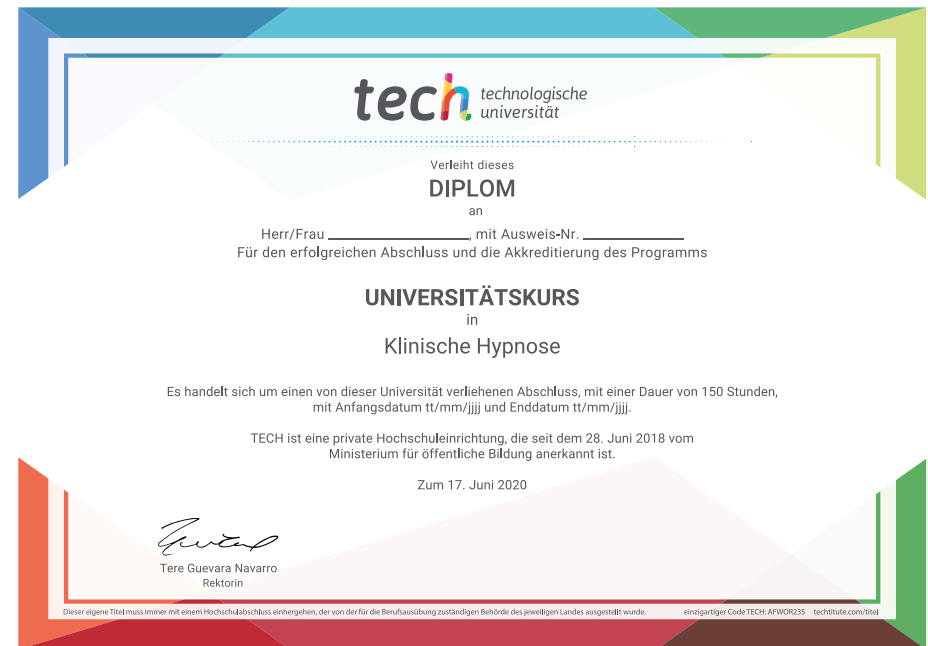 tech technologische
universität
Verleiht dieses
DIPLOM
an
Herr/Frau ____________, mit Ausweis-Nr. ____________
Für den erfolgreichen Abschluss und die Akkreditierung des Programms
UNIVERSITÄTSKURS
in
Klinische Hypnose
Es handelt sich um einen von dieser Universität verliehenen Abschluss, mit einer Dauer von 150 Stunden,
mit Anfangsdatum tt/mm/jjjj und Enddatum tt/mm/jjjj.
TECH ist eine private Hochschuleinrichtung, die seit dem 28. Juni 2018 vom
Ministerium für öffentliche Bildung anerkannt ist.
Zum 17. Juni 2020
Tere Guevara Navarro
Rektorin
Dieser eigene Titel muss immer mit einem Hochschulabschluss einhergehen, der von der für die Berufsausübung zuständigen Behörde des jeweiligen Landes ausgestellt wurde. einzigartiger Code TECH: AFWOR23S techtitute.com/titel